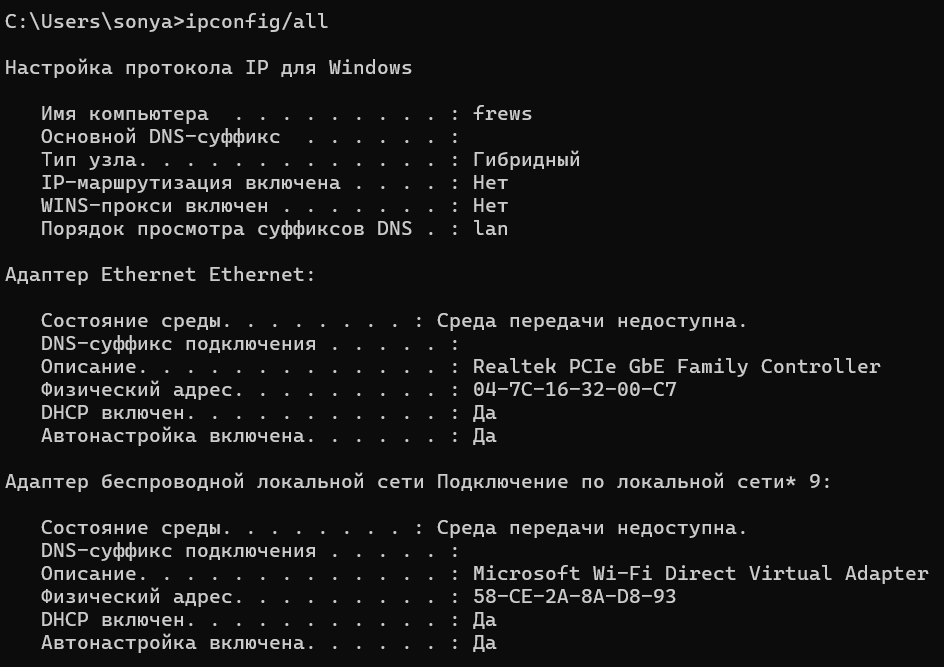 C:\Users\sonya>ipconfig/all
Настройка протокола IP для Windows
Имя компьютера  . . . . . . . . . : frews
Основной DNS-суффикс  . . . . . . :
Тип узла. . . . . . . . . . . . . : Гибридный
IP-маршрутизация включена . . . . : Нет
WINS-прокси включен . . . . . . . : Нет
Порядок просмотра суффиксов DNS . : lan
Адаптер Ethernet Ethernet:
Состояние среды. . . . . . . . : Среда передачи недоступна.
DNS-суффикс подключения . . . . . :
Описание. . . . . . . . . . . . . : Realtek PCIe GbE Family Controller
Физический адрес. . . . . . . . . : 04-7C-16-32-00-C7
DHCP включен. . . . . . . . . . . : Да
Автонастройка включена. . . . . . : Да
Адаптер беспроводной локальной сети Подключение по локальной сети* 9:
Состояние среды. . . . . . . . : Среда передачи недоступна.
DNS-суффикс подключения . . . . . :
Описание. . . . . . . . . . . . . : Microsoft Wi-Fi Direct Virtual Adapter
Физический адрес. . . . . . . . . : 58-CE-2A-8A-D8-93
DHCP включен. . . . . . . . . . . : Да
Автонастройка включена. . . . . . : Да